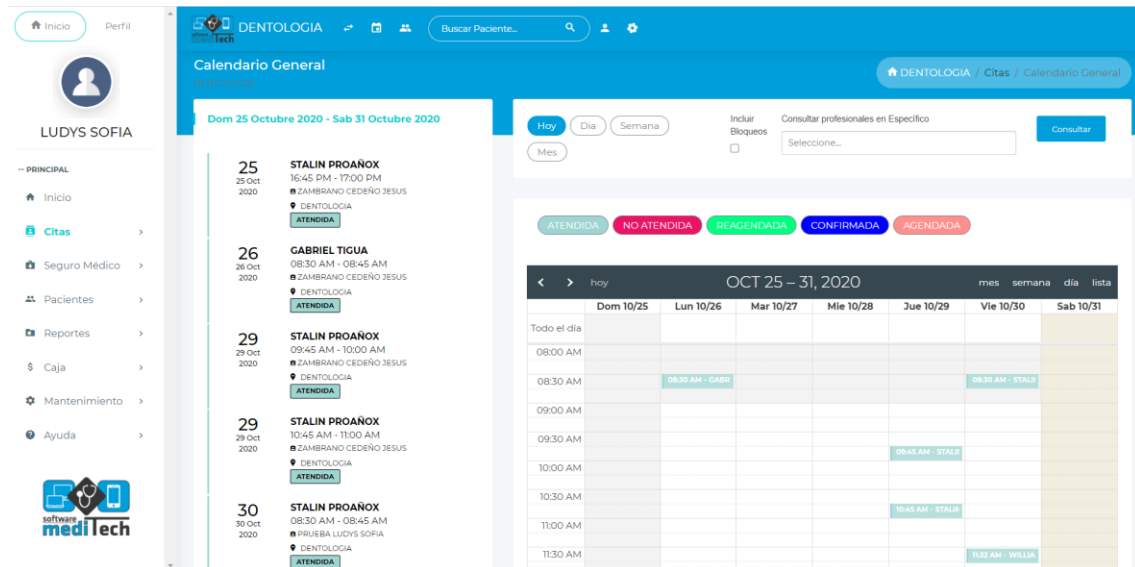 Inicio
Perfil
LUDYS SOFIA
-- PRINCIPAL
Inicio
Citas
Seguro Médico
Pacientes
Reportes
$ Caja
Mantenimiento
Ayuda
software
mediTech
DENTOLOGIA
Buscar Paciente...
Calendario General
DENTOLOGIA / Citas / Calendario General
Dom 25 Octubre 2020 - Sab 31 Octubre 2020
25
25 Oct
2020
STALIN PROAÑOX
16:45 PM - 17:00 PM
ZAMBRANO CEDEÑO JESUS
DENTOLOGIA
ATENDIDA
26
26 Oct
2020
GABRIEL TIGUA
08:30 AM - 08:45 AM
ZAMBRANO CEDEÑO JESUS
DENTOLOGIA
ATENDIDA
29
29 Oct
2020
STALIN PROAÑOX
09:45 AM - 10:00 AM
ZAMBRANO CEDEÑO JESUS
DENTOLOGIA
ATENDIDA
29
29 Oct
2020
STALIN PROAÑOX
10:45 AM - 11:00 AM
ZAMBRANO CEDEÑO JESUS
DENTOLOGIA
ATENDIDA
30
30 Oct
2020
STALIN PROAÑOX
08:30 AM - 08:45 AM
PRUEBA LUDYS SOFIA
DENTOLOGIA
ATENDIDA
Hoy
Dia
Semana
Mes
Incluir
Bloqueos
Consultar profesionales en Específico
Seleccione...
Consultar
ATENDIDA
NO ATENDIDA
REAGENDADA
CONFIRMADA
AGENDADA
hoy
OCT 25 – 31, 2020
mes semana día lista
Dom 10/25 Lun 10/26 Mar 10/27 Mie 10/28 Jue 10/29 Vie 10/30 Sab 10/31
Todo el día
08:00 AM
08:30 AM 08:30 AM - GABR 08:30 AM - STALI
09:00 AM
09:30 AM
09:45 AM - STALI
10:00 AM
10:30 AM
10:45 AM - STALI
11:00 AM
11:30 AM 11:32 AM - WILLIA